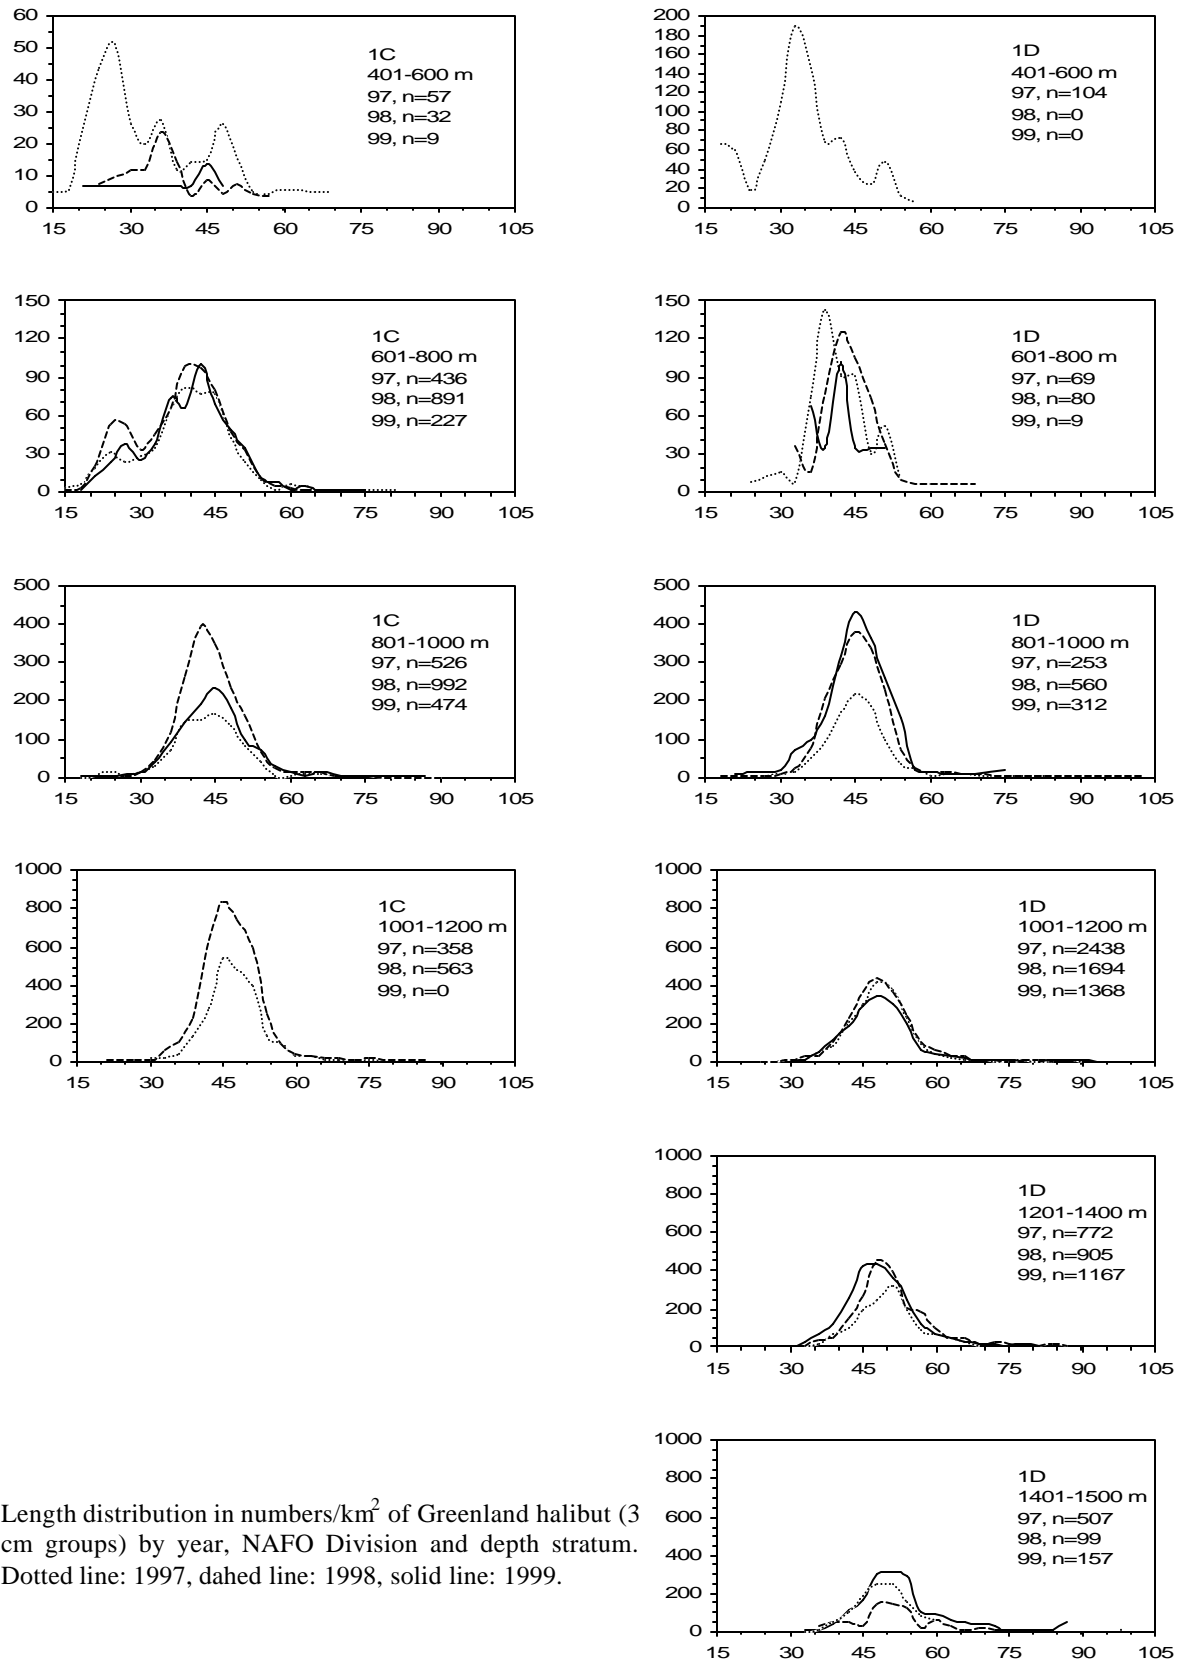 60
50
40
30
20
10
0
15 30 45 60 75 90 105
1C
401-600 m
97, n=57
98, n=32
99, n=9
200
180
160
140
120
100
80
60
40
20
0
15 30 45 60 75 90 105
1D
401-600 m
97, n=104
98, n=0
99, n=0
150
120
90
60
30
0
15 30 45 60 75 90 105
1C
601-800 m
97, n=436
98, n=891
99, n=227
150
120
90
60
30
0
15 30 45 60 75 90 105
1D
601-800 m
97, n=69
98, n=80
99, n=9
500
400
300
200
100
0
15 30 45 60 75 90 105
1C
801-1000 m
97, n=526
98, n=992
99, n=474
500
400
300
200
100
0
15 30 45 60 75 90 105
1D
801-1000 m
97, n=253
98, n=560
99, n=312
1000
800
600
400
200
0
15 30 45 60 75 90 105
1C
1001-1200 m
97, n=358
98, n=563
99, n=0
1000
800
600
400
200
0
15 30 45 60 75 90 105
1D
1001-1200 m
97, n=2438
98, n=1694
99, n=1368
1000
800
600
400
200
0
15 30 45 60 75 90 105
1D
1201-1400 m
97, n=772
98, n=905
99, n=1167
1000
800
600
400
200
0
15 30 45 60 75 90 105
1D
1401-1500 m
97, n=507
98, n=99
99, n=157
Length distribution in numbers/km² of Greenland halibut (3
cm groups) by year, NAFO Division and depth stratum.
Dotted line: 1997, dahed line: 1998, solid line: 1999.